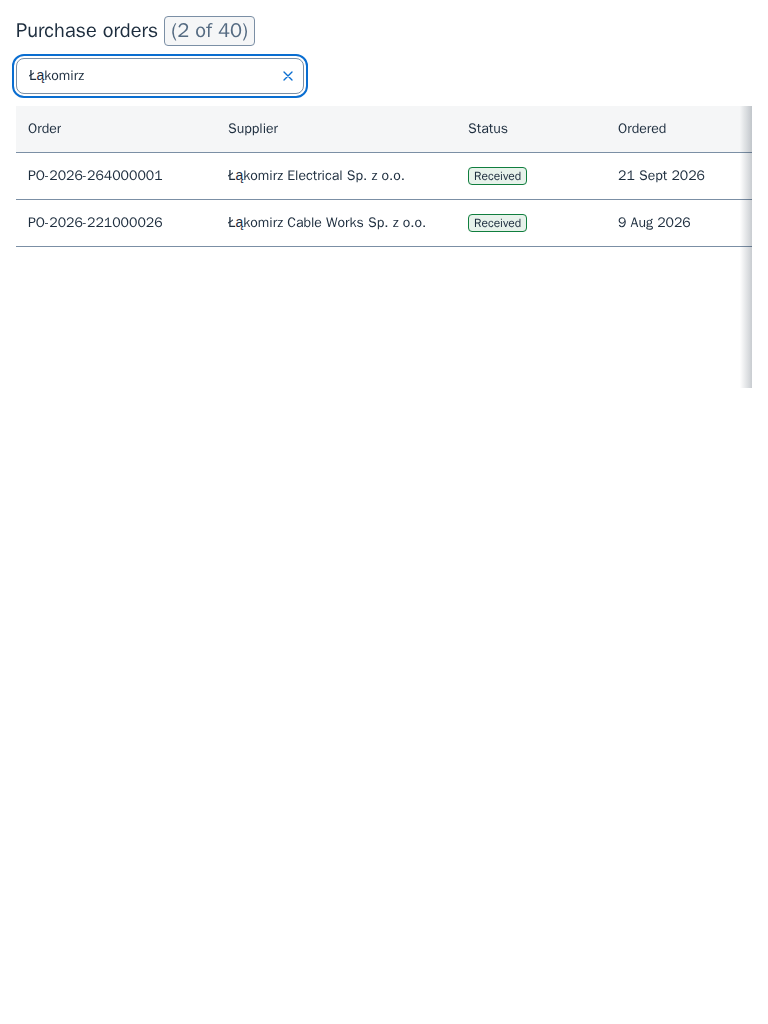 Purchase orders (2 of 40)
Łąkomirz
Order Supplier Status Ordered
PO-2026-264000001 Łąkomirz Electrical Sp. z o.o. Received 21 Sept 2026
PO-2026-221000026 Łąkomirz Cable Works Sp. z o.o. Received 9 Aug 2026